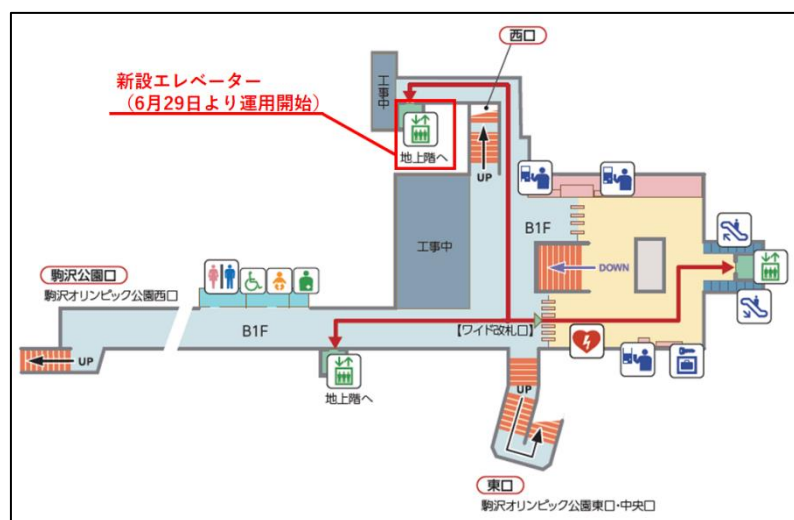 西口
新設エレベーター
（6月29日より運用開始）
工事中
地上階へ
UP
B1F
工事中
DOWN
駒沢公園口
駒沢オリンピック公園西口
B1F
【ワイド改札口】
UP
地上階へ
UP
東口
駒沢オリンピック公園東口・中央口